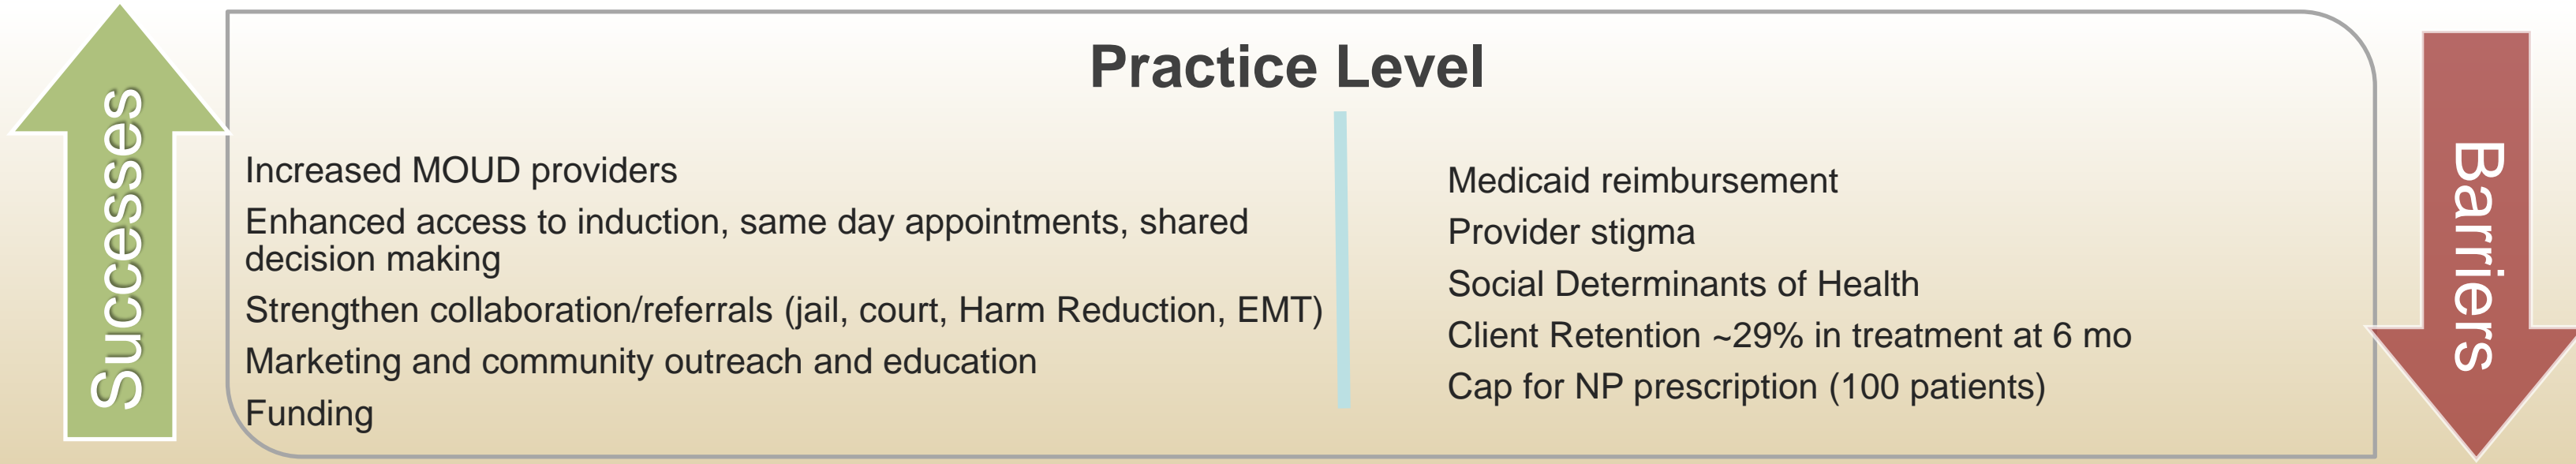 Practice Level
Successes
Increased MOUD providers
Enhanced access to induction, same day appointments, shared
decision making
Strengthen collaboration/referrals (jail, court, Harm Reduction, EMT)
Marketing and community outreach and education
Funding
Medicaid reimbursement
Provider stigma
Social Determinants of Health
Client Retention ~29% in treatment at 6 mo
Cap for NP prescription (100 patients)
Barriers